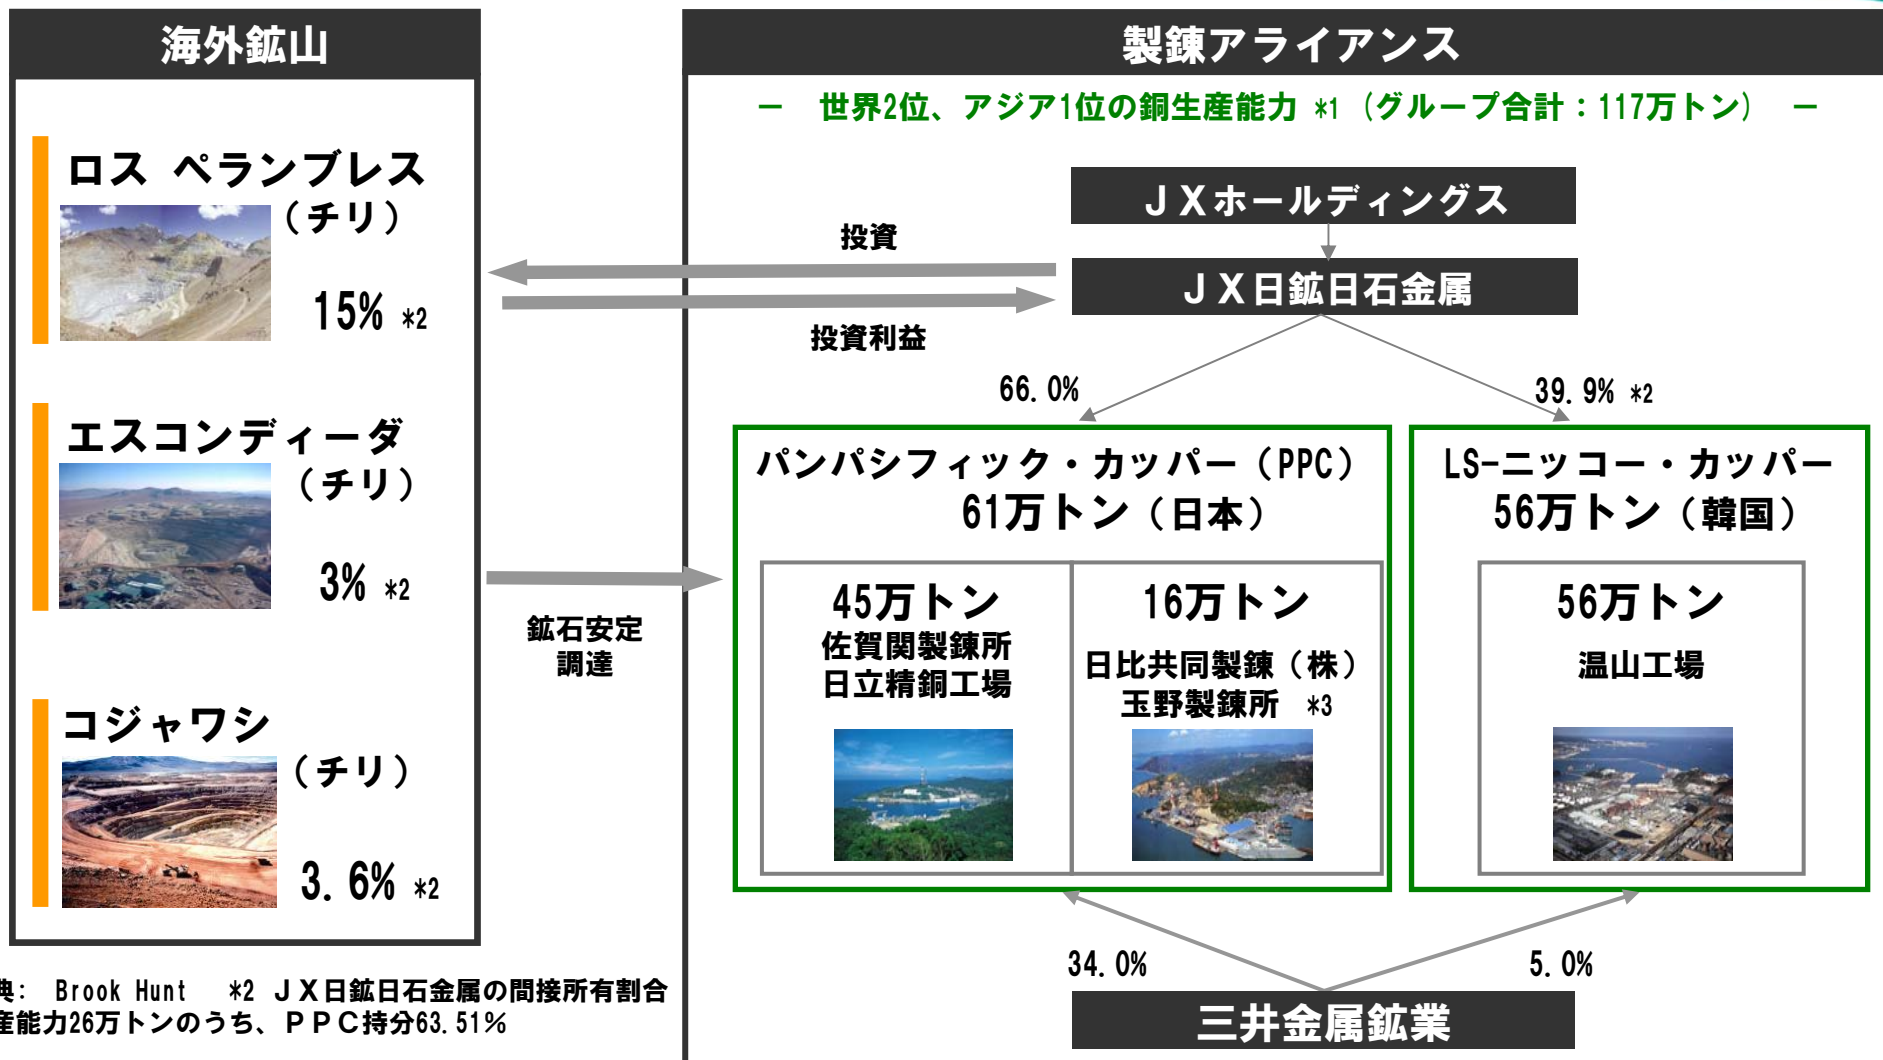 海外鉱山
ロス ペランブレス
（チリ）
15% *2
エスコンディーダ
（チリ）
3% *2
コジャワシ
（チリ）
3.6% *2
投資
投資利益
鉱石安定
調達
製錬アライアンス
－ 世界2位、アジア1位の銅生産能力 *1（グループ合計：117万トン） －
ＪＸホールディングス
ＪＸ日鉱日石金属
66.0%
39.9% *2
パンパシフィック・カッパー（PPC）
61万トン（日本）
45万トン
佐賀関製錬所
日立精銅工場
16万トン
日比共同製錬（株）
玉野製錬所 *3
LS-ニッコー・カッパー
56万トン（韓国）
56万トン
温山工場
34.0%
5.0%
三井金属鉱業
典： Brook Hunt *2 ＪＸ日鉱日石金属の間接所有割合
産能力26万トンのうち、ＰＰＣ持分63.51%